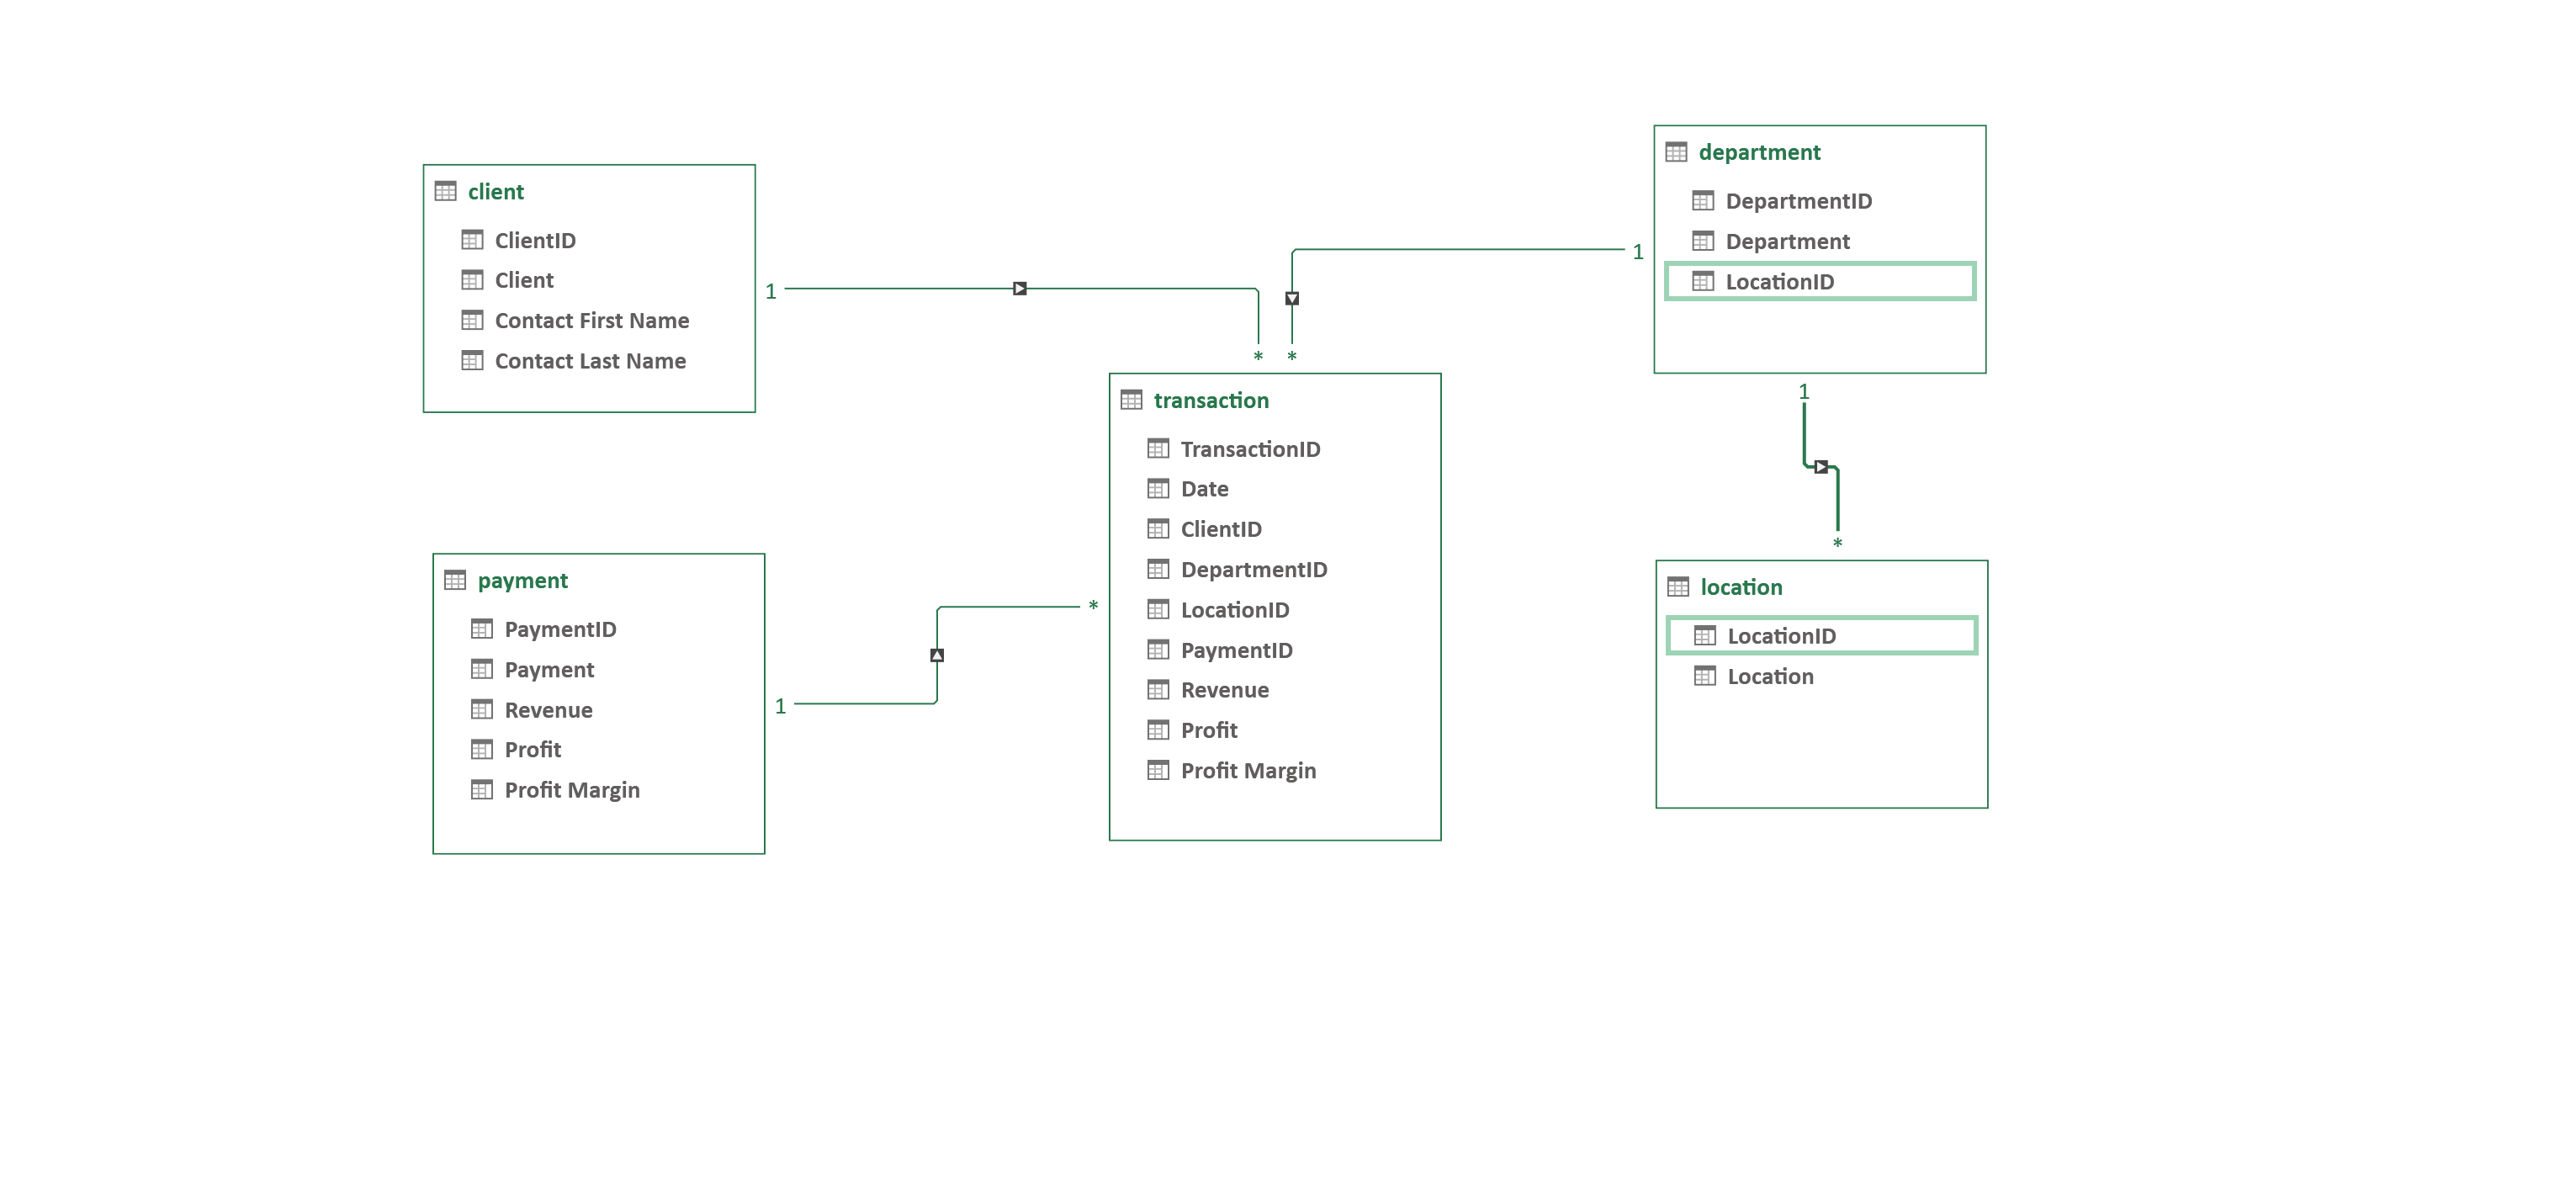 client
ClientID
Client
Contact First Name
Contact Last Name
1
*
department
DepartmentID
Department
LocationID
1
*
1
*
transaction
TransactionID
Date
ClientID
DepartmentID
LocationID
PaymentID
Revenue
Profit
Profit Margin
payment
PaymentID
Payment
Revenue
Profit
Profit Margin
1
*
location
LocationID
Location